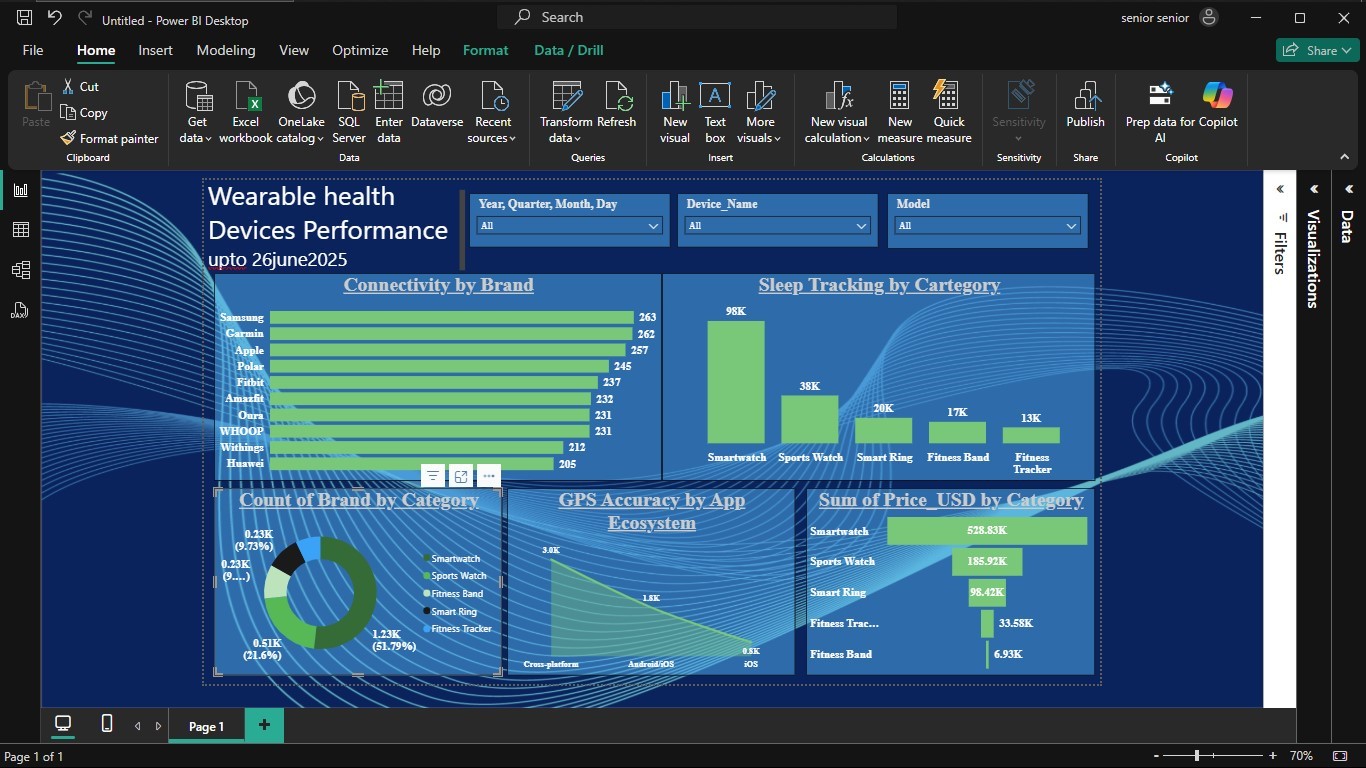 Untitled - Power BI Desktop
Search
senior senior
File Home Insert Modeling View Optimize Help Format Data / Drill
Share
Paste
Cut
Copy
Format painter
Clipboard
Get data
Excel workbook
OneLake catalog
SQL Server
Enter data
Dataverse
Recent sources
Data
Transform data
Refresh
Queries
New visual
Text box
More visuals
Insert
New visual calculation
New measure
Quick measure
Calculations
Sensitivity
Sensitivity
Publish
Share
Prep data for AI
Copilot
Copilot
Wearable health
Devices Performance
upto 26june2025
Year, Quarter, Month, Day
All
Device_Name
All
Model
All
Filters
Visualizations
Data
Connectivity by Brand
Samsung 263
Garmin 262
Apple 257
Polar 245
Fitbit 237
Amazfit 232
Oura 231
WHOOP 231
Withings 212
Huawei 205
Sleep Tracking by Cartegory
98K
38K
20K
17K
13K
Smartwatch
Sports Watch
Smart Ring
Fitness Band
Fitness
Tracker
Count of Brand by Category
0.23K
(9.73%)
0.23K
(9....)
0.51K
(21.6%)
1.23K
(51.79%)
Smartwatch
Sports Watch
Fitness Band
Smart Ring
Fitness Tracker
GPS Accuracy by App
Ecosystem
3.0K
1.8K
0.8K
Cross-platform
Android/iOS
iOS
Sum of Price_USD by Category
Smartwatch 528.83K
Sports Watch 185.92K
Smart Ring 98.42K
Fitness Trac... 33.58K
Fitness Band 6.93K
Page 1
Page 1 of 1
70%